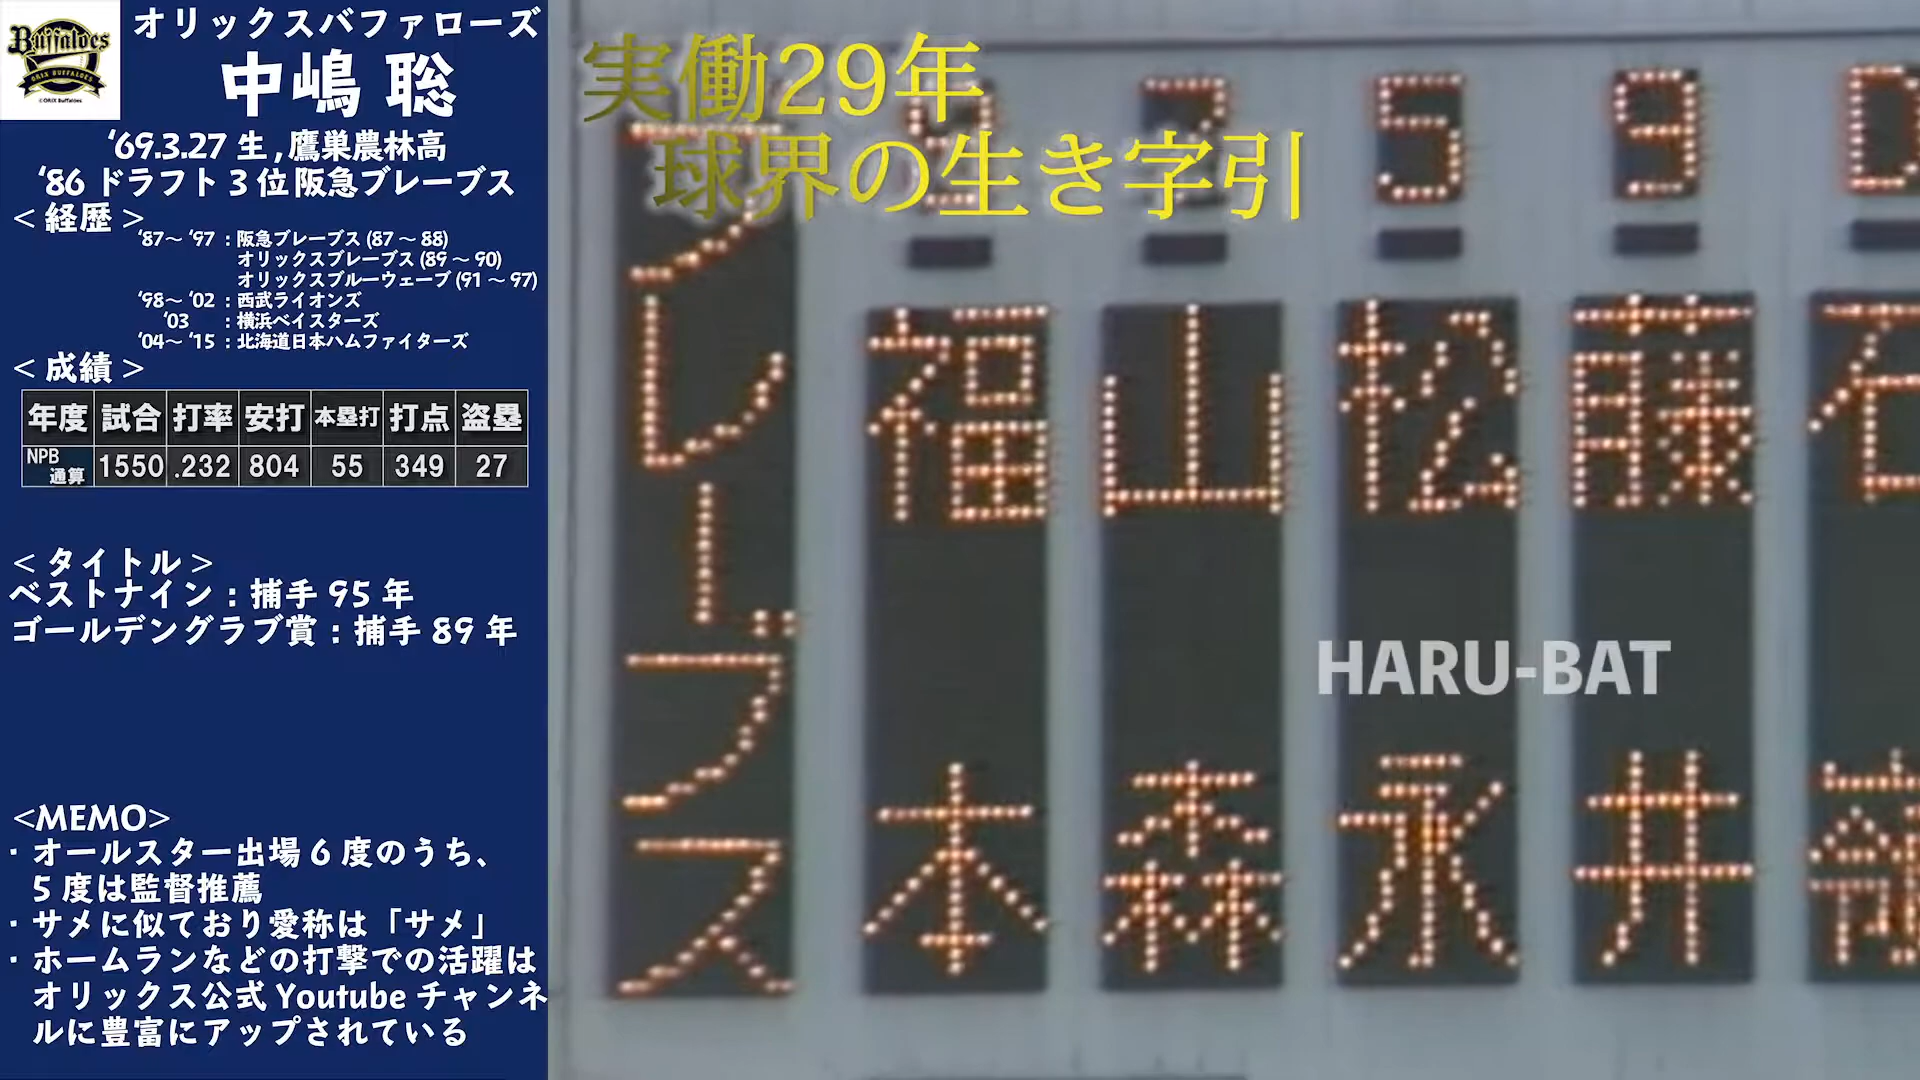 Buffaloes
ORIX BUFFALOES
©ORIX Buffaloes
オリックスバファローズ
中嶋 聡
‘69.3.27 生 , 鷹巣農林高
‘86 ドラフト 3 位 阪急ブレーブス
< 経歴 >
‘87～ ‘97 : 阪急ブレーブス (87 ～ 88)
オリックスブレーブス (89 ～ 90)
オリックスブルーウェーブ (91 ～ 97)
‘98～ ‘02 : 西武ライオンズ
‘03 : 横浜ベイスターズ
‘04～ ‘15 : 北海道日本ハムファイターズ
< 成績 >
年度 試合 打率 安打 本塁打 打点 盗塁
NPB通算 1550 .232 804 55 349 27
< タイトル >
ベストナイン : 捕手 95 年
ゴールデングラブ賞 : 捕手 89 年
<MEMO>
· オールスター出場 6 度のうち、
5 度は監督推薦
· サメに似ており愛称は「サメ」
· ホームランなどの打撃での活躍は
オリックス公式 Youtube チャンネ
ルに豊富にアップされている
実働29年
球界の生き字引
ブレーブス
福本
山森
5
松永
9
藤井
D
石嶺
HARU-BAT